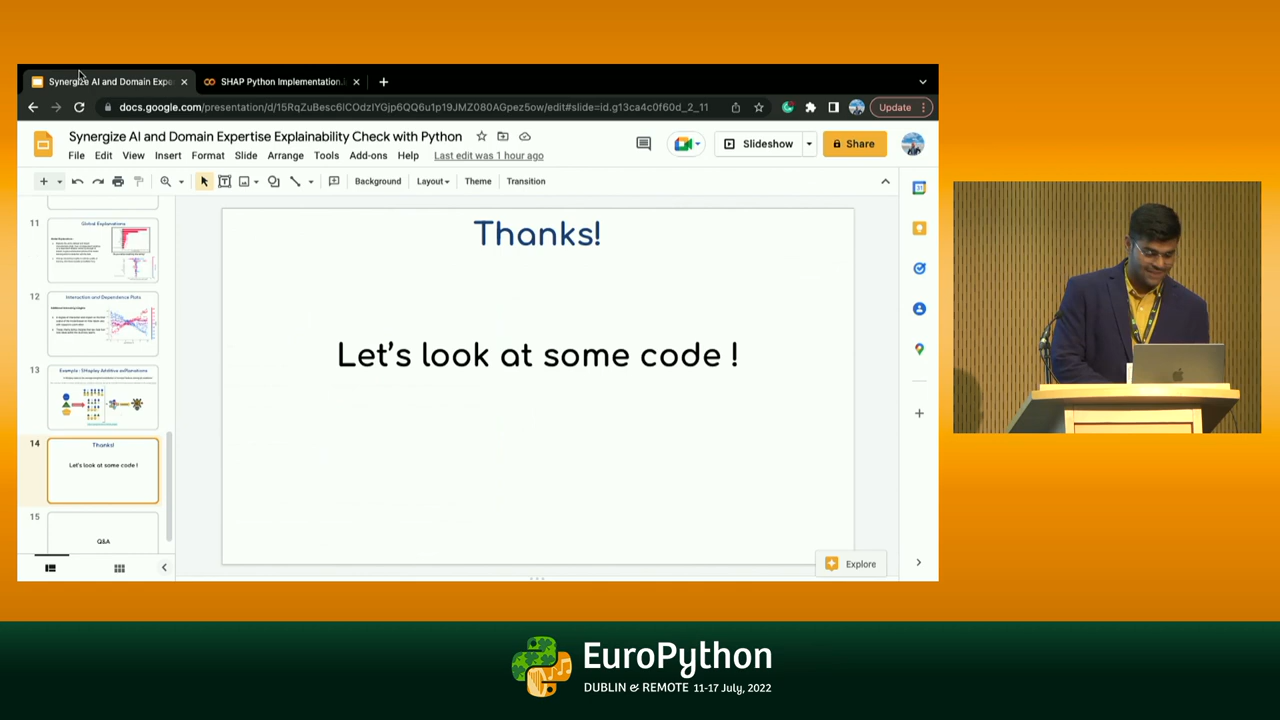 Synergize AI and Domain Expe
SHAP Python Implementation.
docs.google.com/presentation/d/15RqZuBesc6lCOdzIYGjp6QQ6u1p19JMZ080AGpez5ow/edit#slide=id.g13ca4c0f60d_2_11
Update
Synergize AI and Domain Expertise Explainability Check with Python
File Edit View Insert Format Slide Arrange Tools Add-ons Help Last edit was 1 hour ago
Slideshow
Share
Background Layout Theme Transition
11
Global Explanations
12
Interaction and Dependence Plots
13
Example : SHapley Additive exPlanations
14
Thanks!
Let's look at some code !
15
Q&A
Thanks!
Let's look at some code !
Explore
EuroPython
DUBLIN & REMOTE 11-17 July, 2022